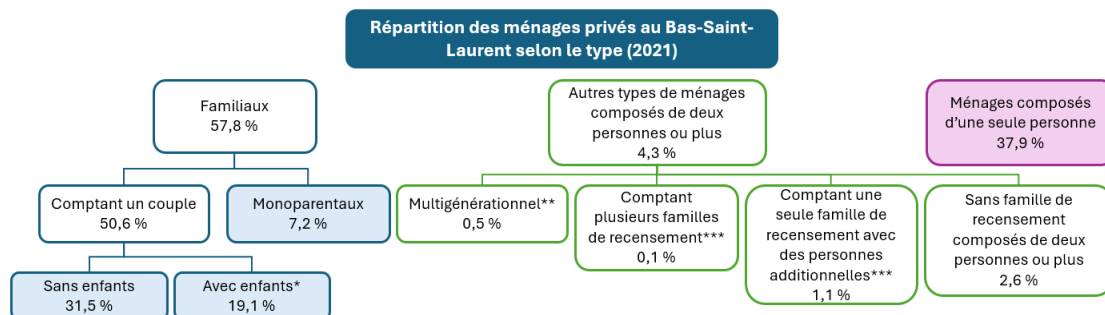 Répartition des ménages privés au Bas-Saint-
Laurent selon le type (2021)
Familiaux
57,8 %
Autres types de ménages
composés de deux
personnes ou plus
4,3 %
Ménages composés
d’une seule personne
37,9 %
Comptant un couple
50,6 %
Monoparentaux
7,2 %
Multigénérationnel**
0,5 %
Comptant
plusieurs familles
de recensement***
0,1 %
Comptant une
seule famille de
recensement avec
des personnes
additionnelles***
1,1 %
Sans famille de
recensement
composés de deux
personnes ou plus
2,6 %
Sans enfants
31,5 %
Avec enfants*
19,1 %